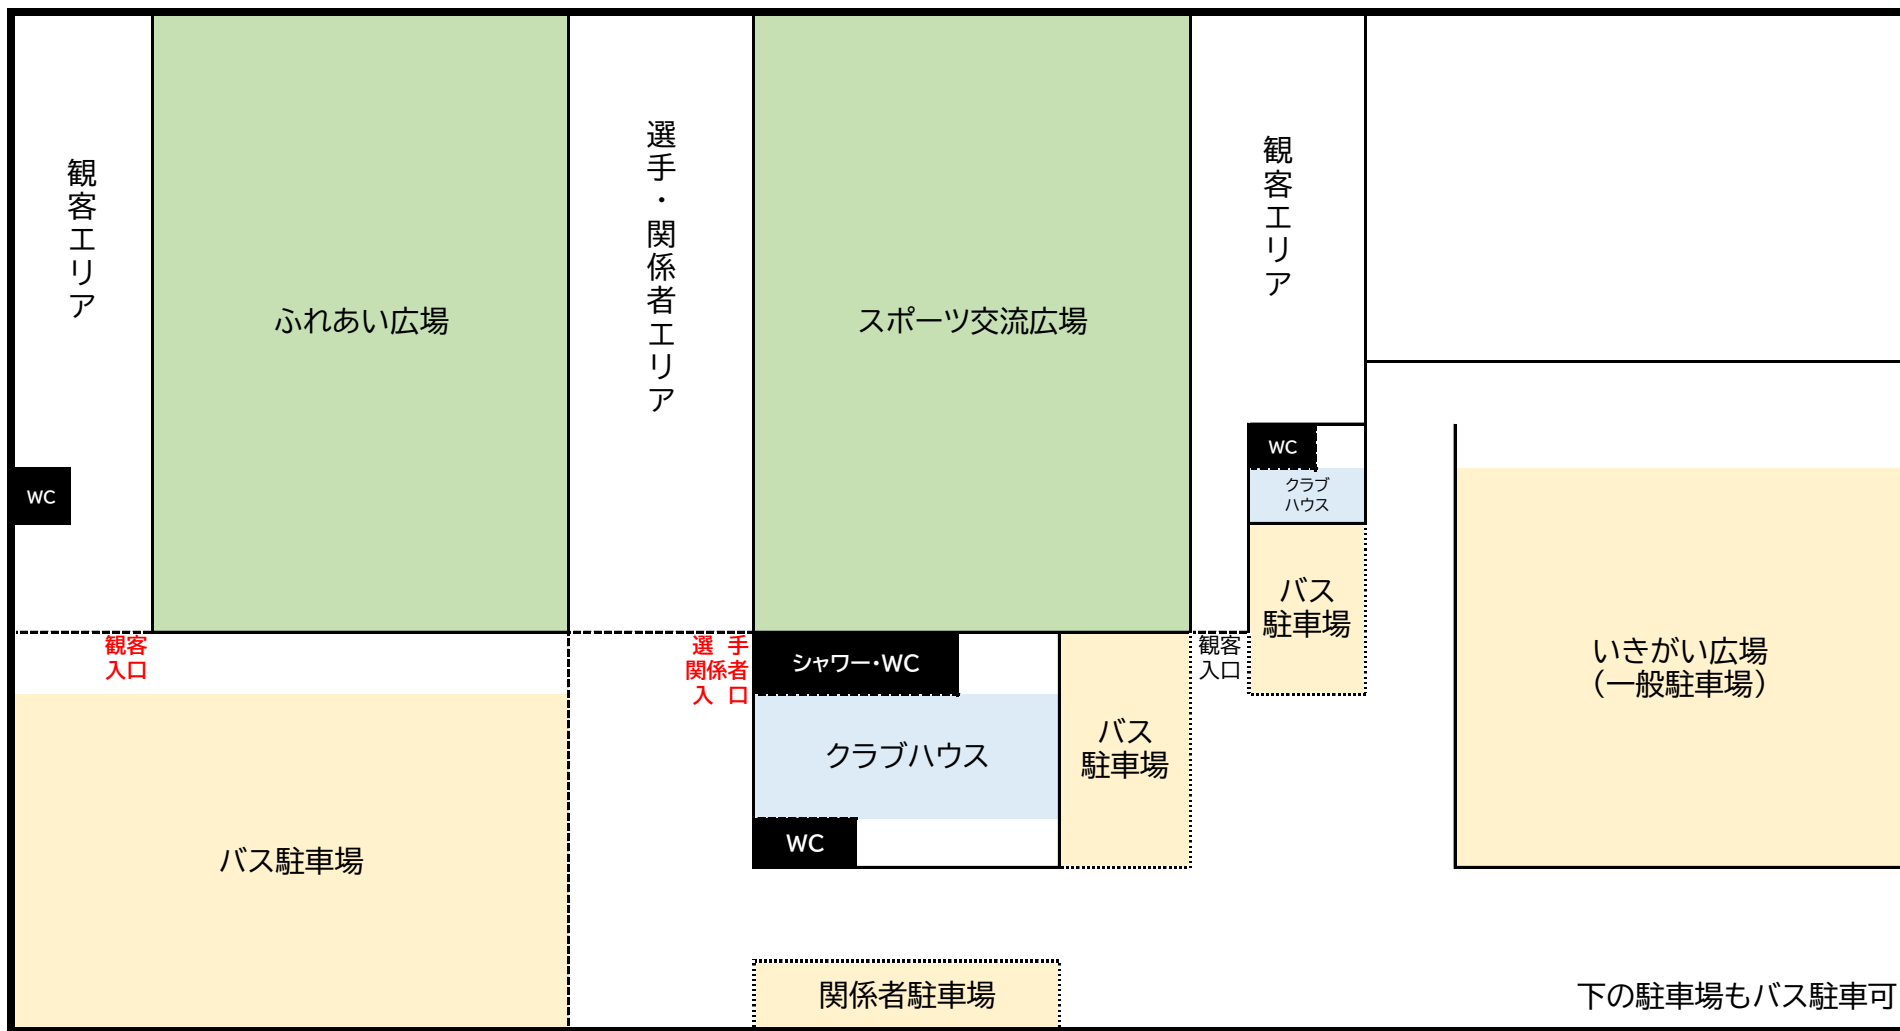 観客エリア
ふれあい広場
選手・関係者エリア
スポーツ交流広場
観客エリア
WC
WC
クラブ
ハウス
バス
駐車場
観客
入口
選 手
関係者
入 口
シャワー・WC
観客
入口
いきがい広場
（一般駐車場）
クラブハウス
バス
駐車場
WC
バス駐車場
関係者駐車場
下の駐車場もバス駐車可